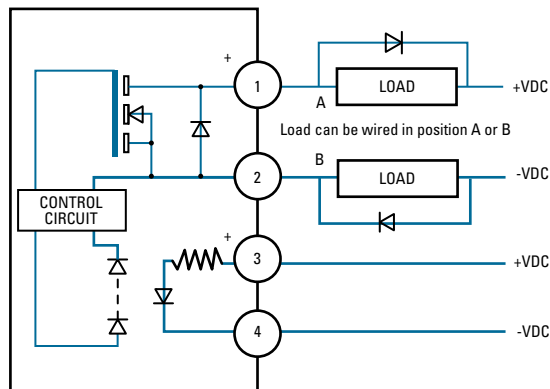 +
1
LOAD
+VDC
A
Load can be wired in position A or B
B
2
LOAD
-VDC
CONTROL
CIRCUIT
+
3
+VDC
4
-VDC